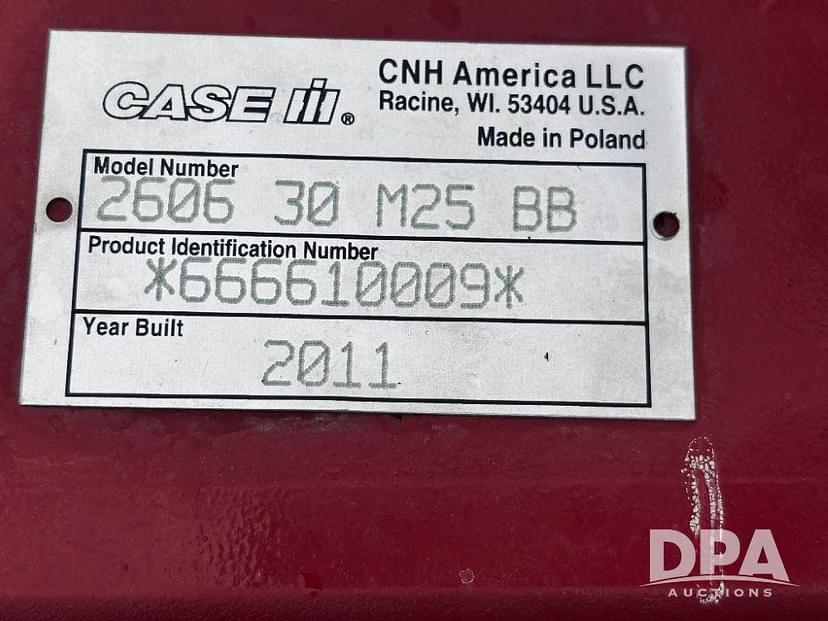 CASE IH®
CNH America LLC
Racine, WI. 53404 U.S.A.
Made in Poland
Model Number
2606 30 M25 BB
Product Identification Number
*666610009*
Year Built
2011
DPA
AUCTIONS